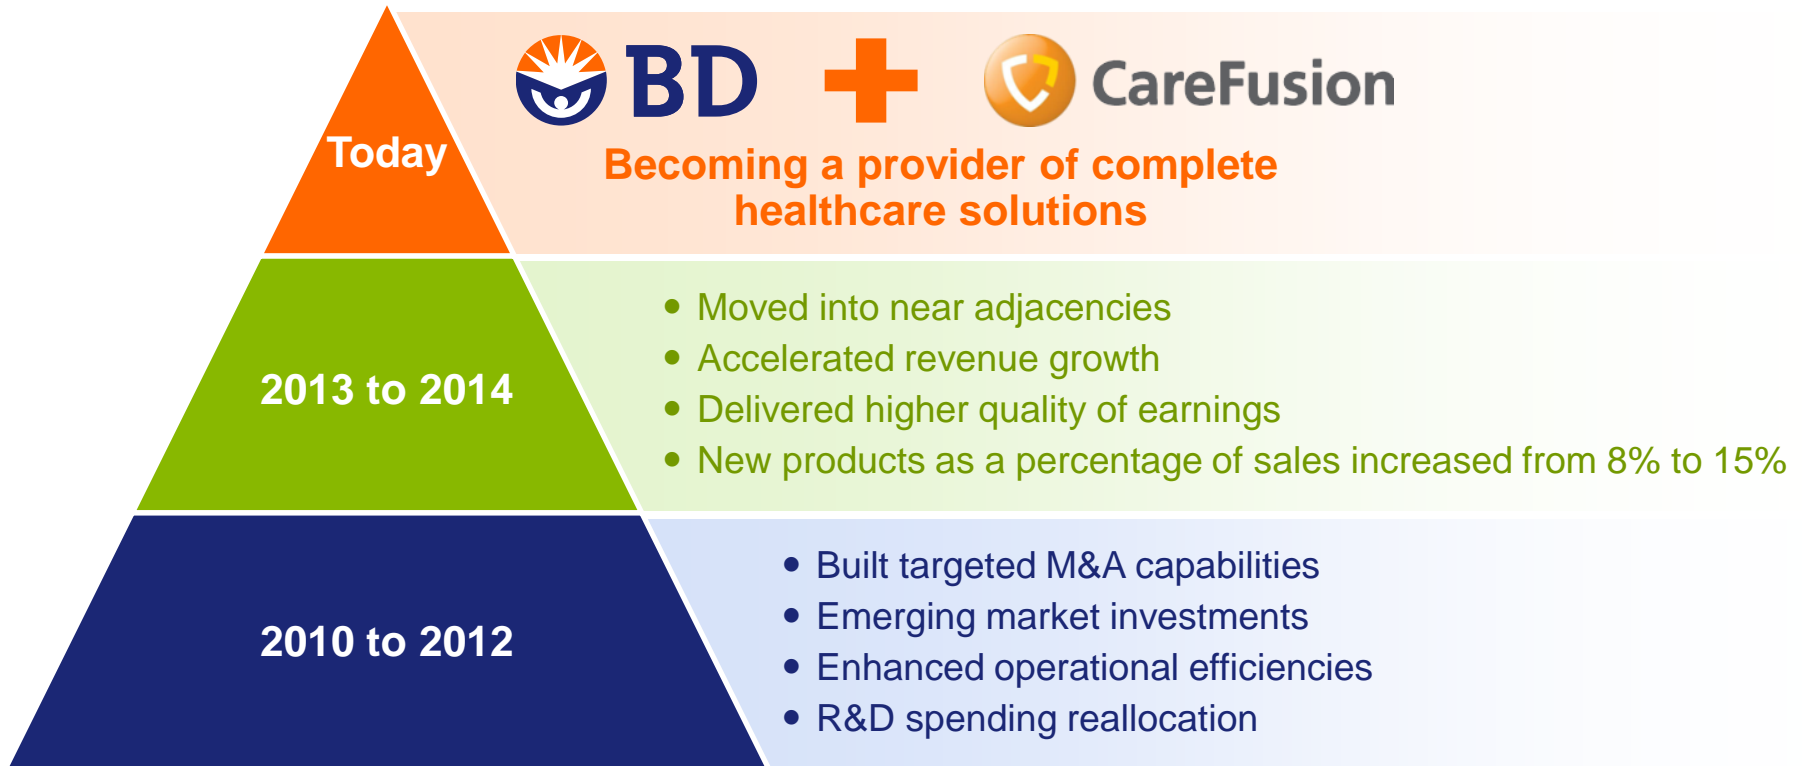 BD + CareFusion
Today
Becoming a provider of complete
healthcare solutions
2013 to 2014
• Moved into near adjacencies
• Accelerated revenue growth
• Delivered higher quality of earnings
• New products as a percentage of sales increased from 8% to 15%
2010 to 2012
• Built targeted M&A capabilities
• Emerging market investments
• Enhanced operational efficiencies
• R&D spending reallocation